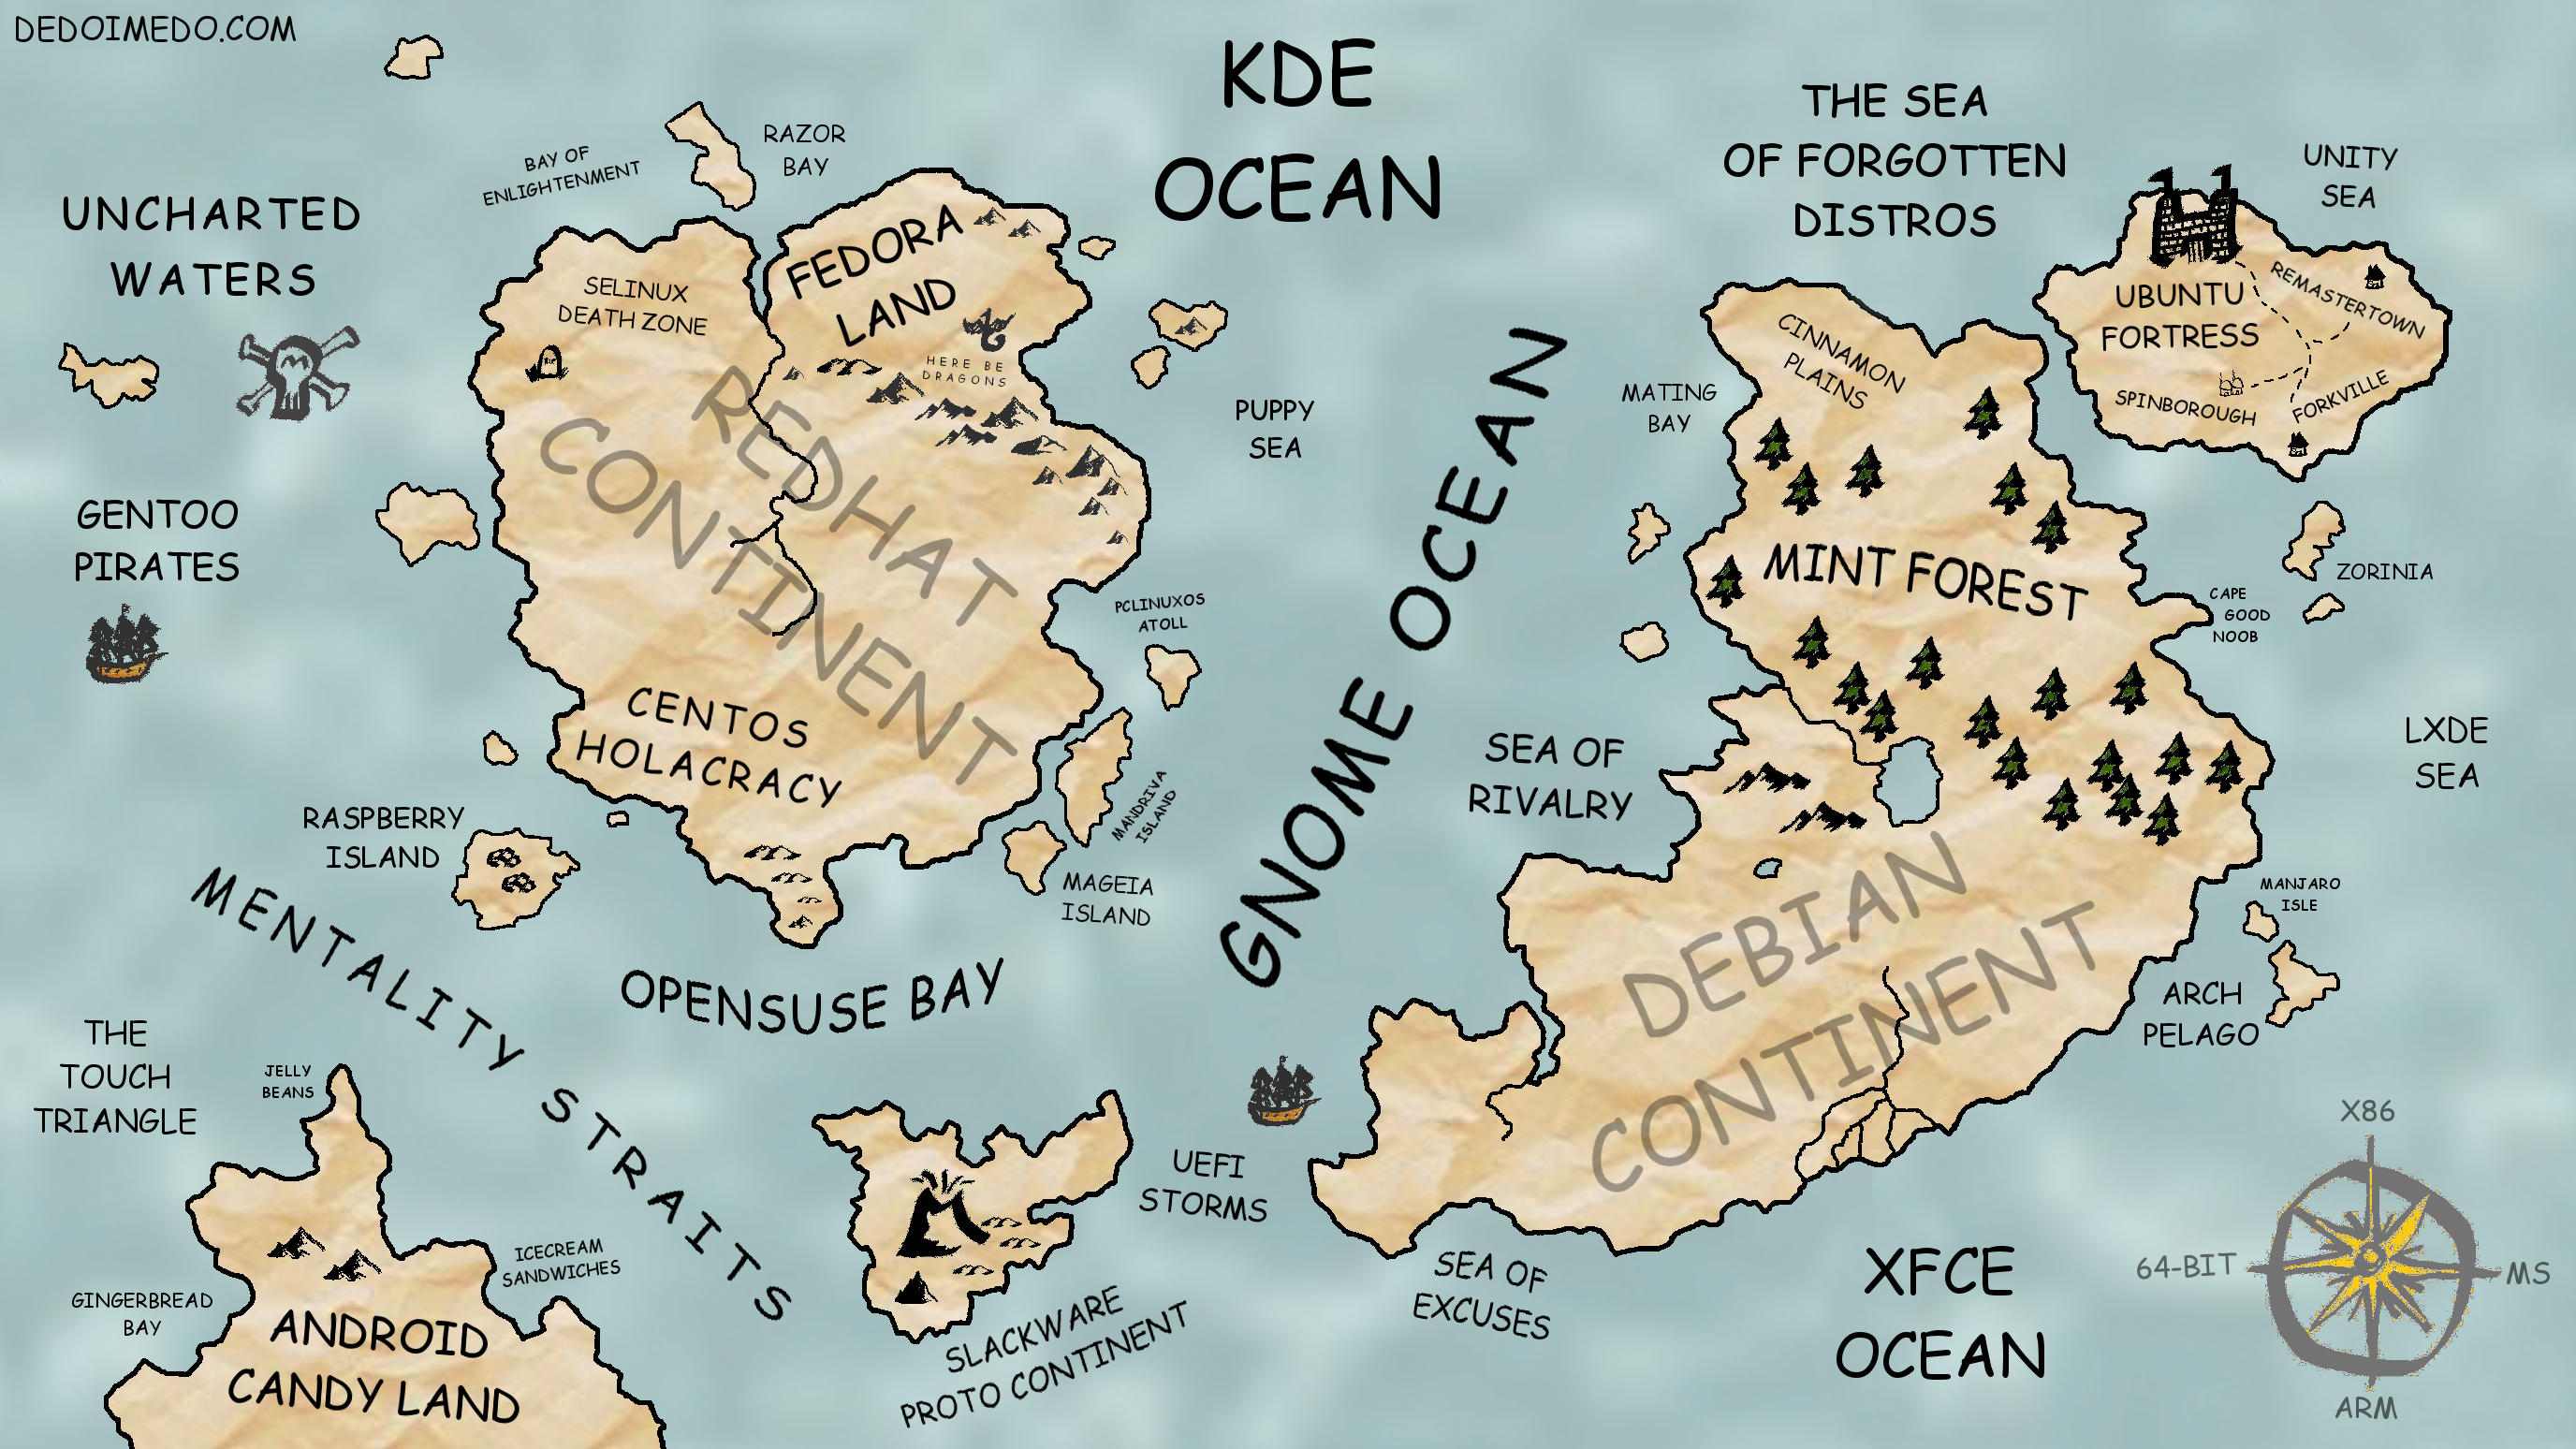 DEDOIMEDO.COM
KDE
OCEAN
THE SEA
OF FORGOTTEN
DISTROS
UNITY
SEA
RAZOR
BAY
BAY OF
ENLIGHTENMENT
UNCHARTED
WATERS
FEDORA
LAND
SELINUX
DEATH ZONE
HERE BE
DRAGONS
REDHAT
CONTINENT
PUPPY
SEA
GNOME OCEAN
MATING
BAY
CINNAMON
PLAINS
UBUNTU
FORTRESS
REMASTERTOWN
SPINBOROUGH
FORKVILLE
GENTOO
PIRATES
MINT FOREST
ZORINIA
CAPE
GOOD
NOOB
PCLINUXOS
ATOLL
CENTOS
HOLACRACY
MANDRIVA
ISLAND
MAGEIA
ISLAND
SEA OF
RIVALRY
LXDE
SEA
RASPBERRY
ISLAND
MENTALITY STRAITS
OPENSUSE BAY
DEBIAN
CONTINENT
MANJARO
ISLE
ARCH
PELAGO
THE
TOUCH
TRIANGLE
JELLY
BEANS
UEFI
STORMS
ICECREAM
SANDWICHES
GINGERBREAD
BAY
ANDROID
CANDY LAND
SLACKWARE
PROTO CONTINENT
SEA OF
EXCUSES
XFCE
OCEAN
X86
64-BIT
MS
ARM